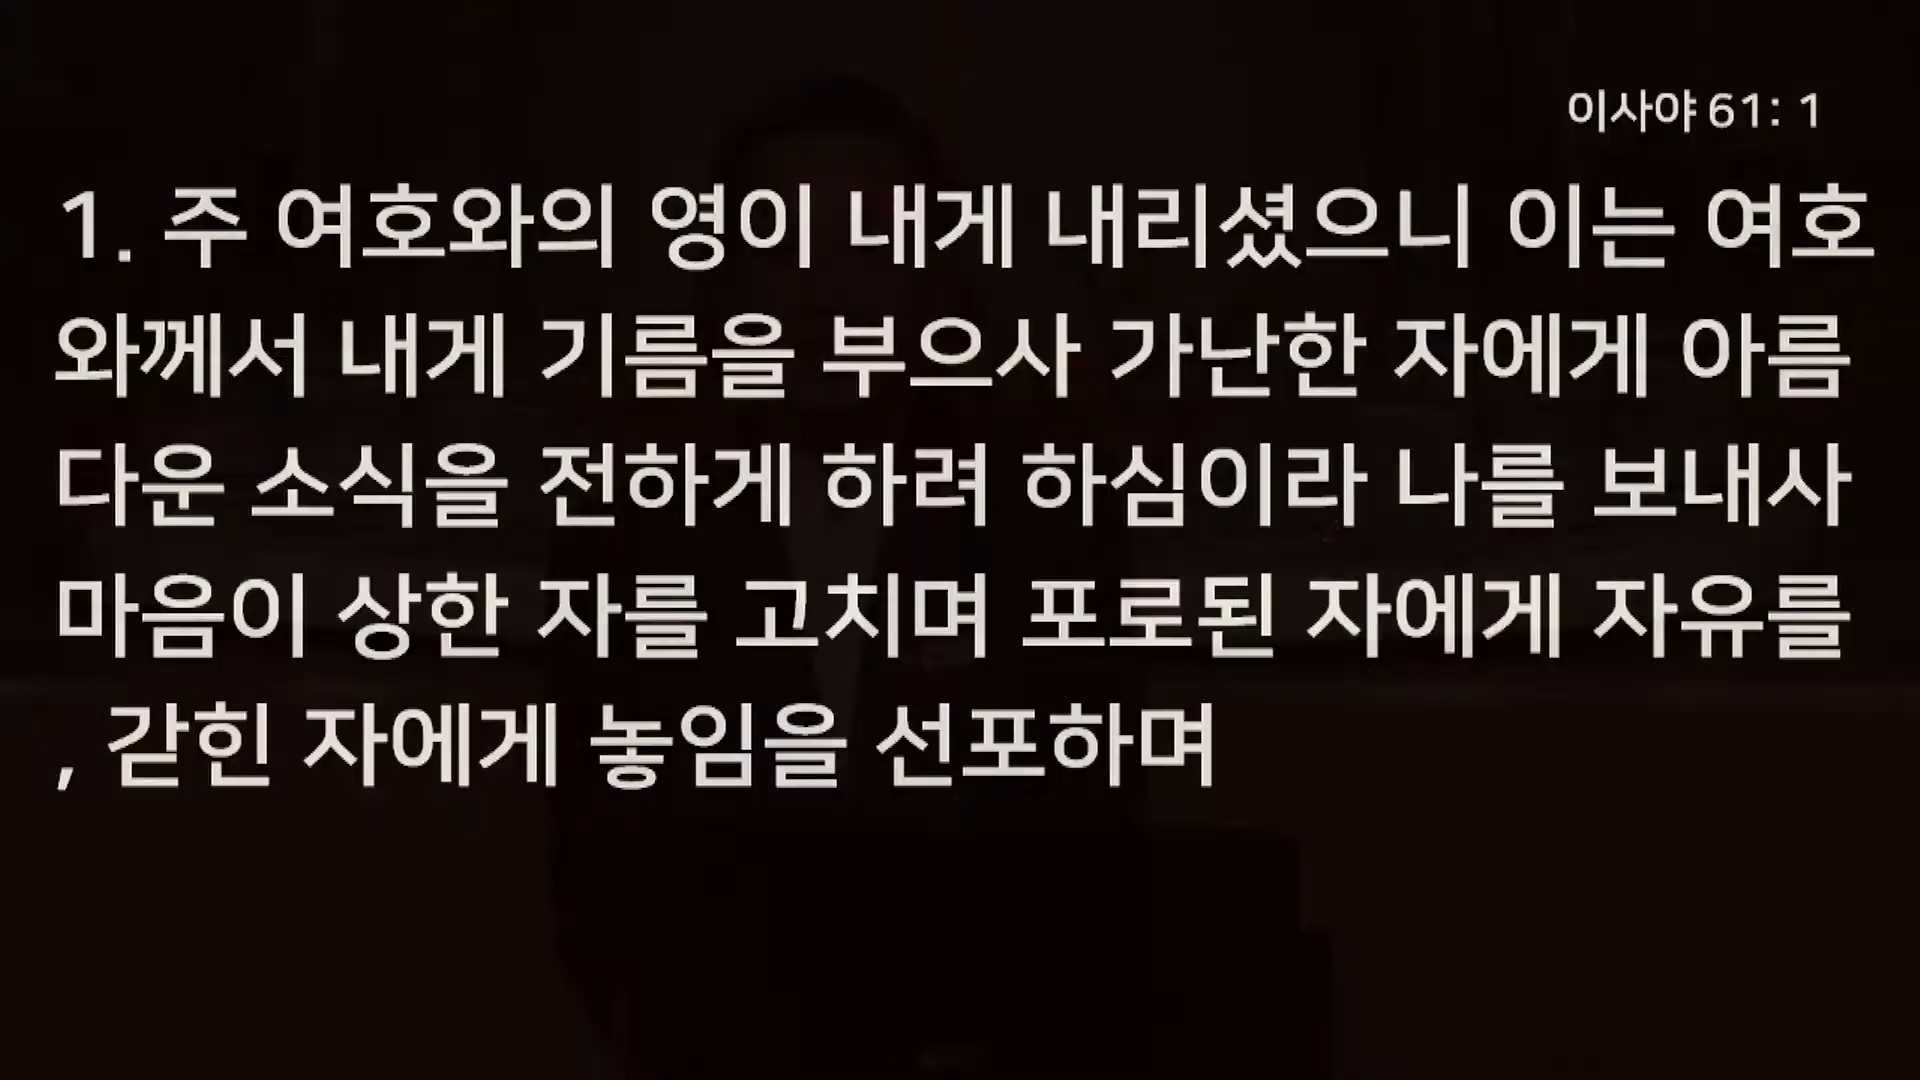 이사야 61: 1
1. 주 여호와의 영이 내게 내리셨으니 이는 여호
와께서 내게 기름을 부으사 가난한 자에게 아름
다운 소식을 전하게 하려 하심이라 나를 보내사
마음이 상한 자를 고치며 포로된 자에게 자유를
, 갇힌 자에게 놓임을 선포하며